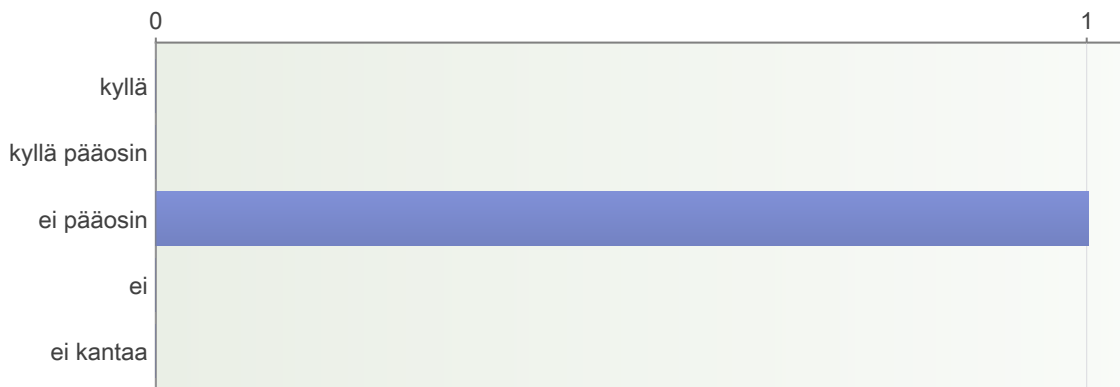 0 1
kyllä
kyllä pääosin
ei pääosin
ei
ei kantaa